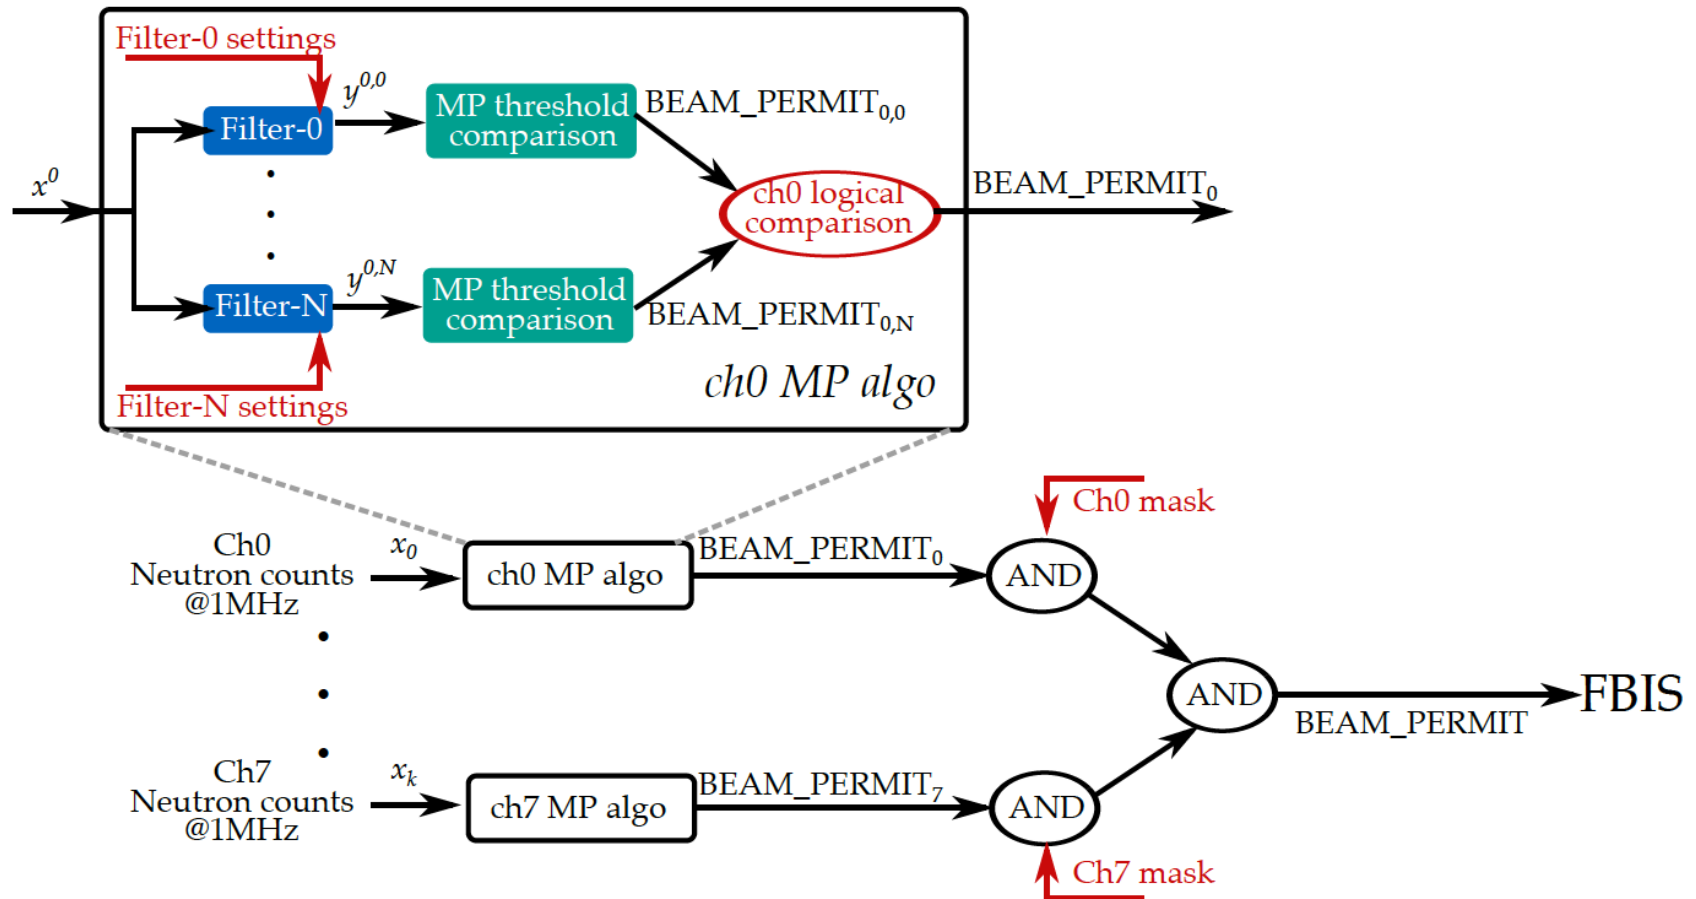 Filter-0 settings
x⁰
Filter-0
y⁰,⁰
MP threshold
comparison
BEAM_PERMIT₀,₀
ch0 logical
comparison
BEAM_PERMIT₀
Filter-N
y⁰,ᴺ
MP threshold
comparison
BEAM_PERMIT₀,N
ch0 MP algo
Filter-N settings
Ch0
Neutron counts
@1MHz
x₀
ch0 MP algo
BEAM_PERMIT₀
Ch0 mask
AND
AND
BEAM_PERMIT
FBIS
Ch7
Neutron counts
@1MHz
xₖ
ch7 MP algo
BEAM_PERMIT₇
AND
Ch7 mask